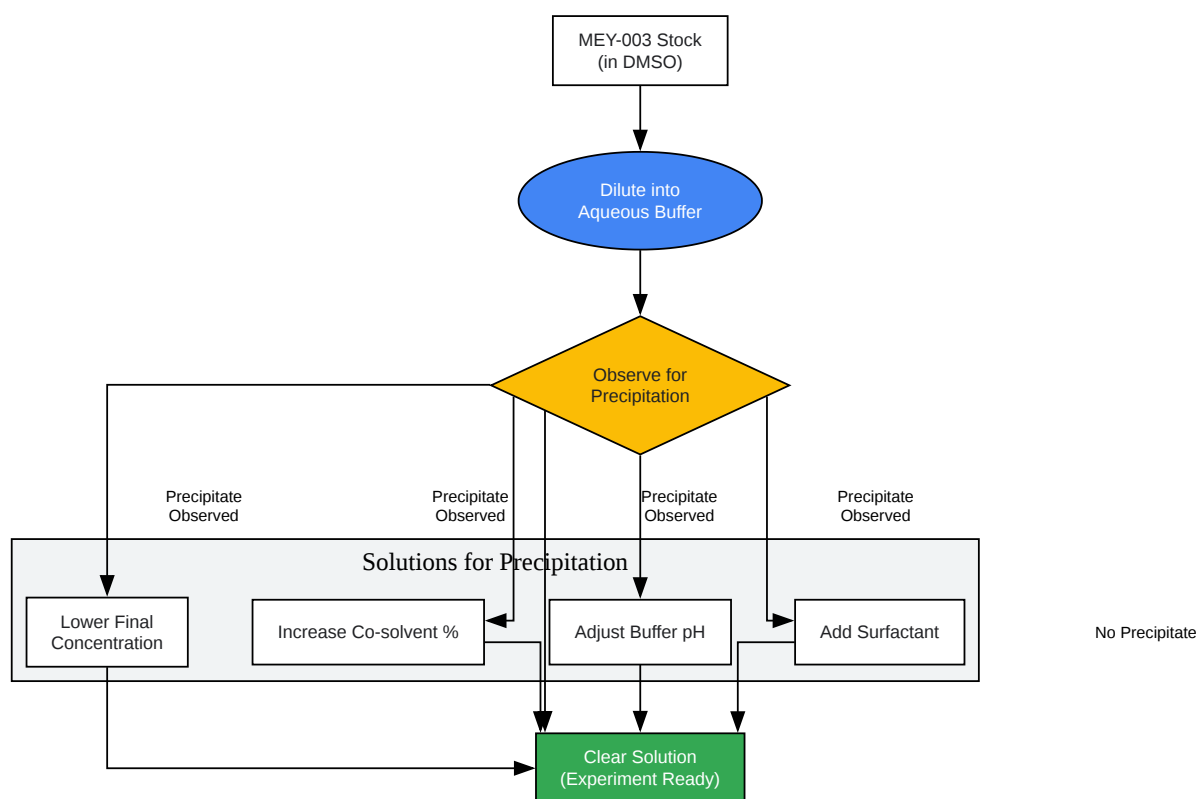 MEY-003 Stock
(in DMSO)
Dilute into
Aqueous Buffer
Observe for
Precipitation
Precipitate
Observed
Precipitate
Observed
Precipitate
Observed
Precipitate
Observed
Solutions for Precipitation
Lower Final
Concentration
Increase Co-solvent %
Adjust Buffer pH
Add Surfactant
No Precipitate
Clear Solution
(Experiment Ready)